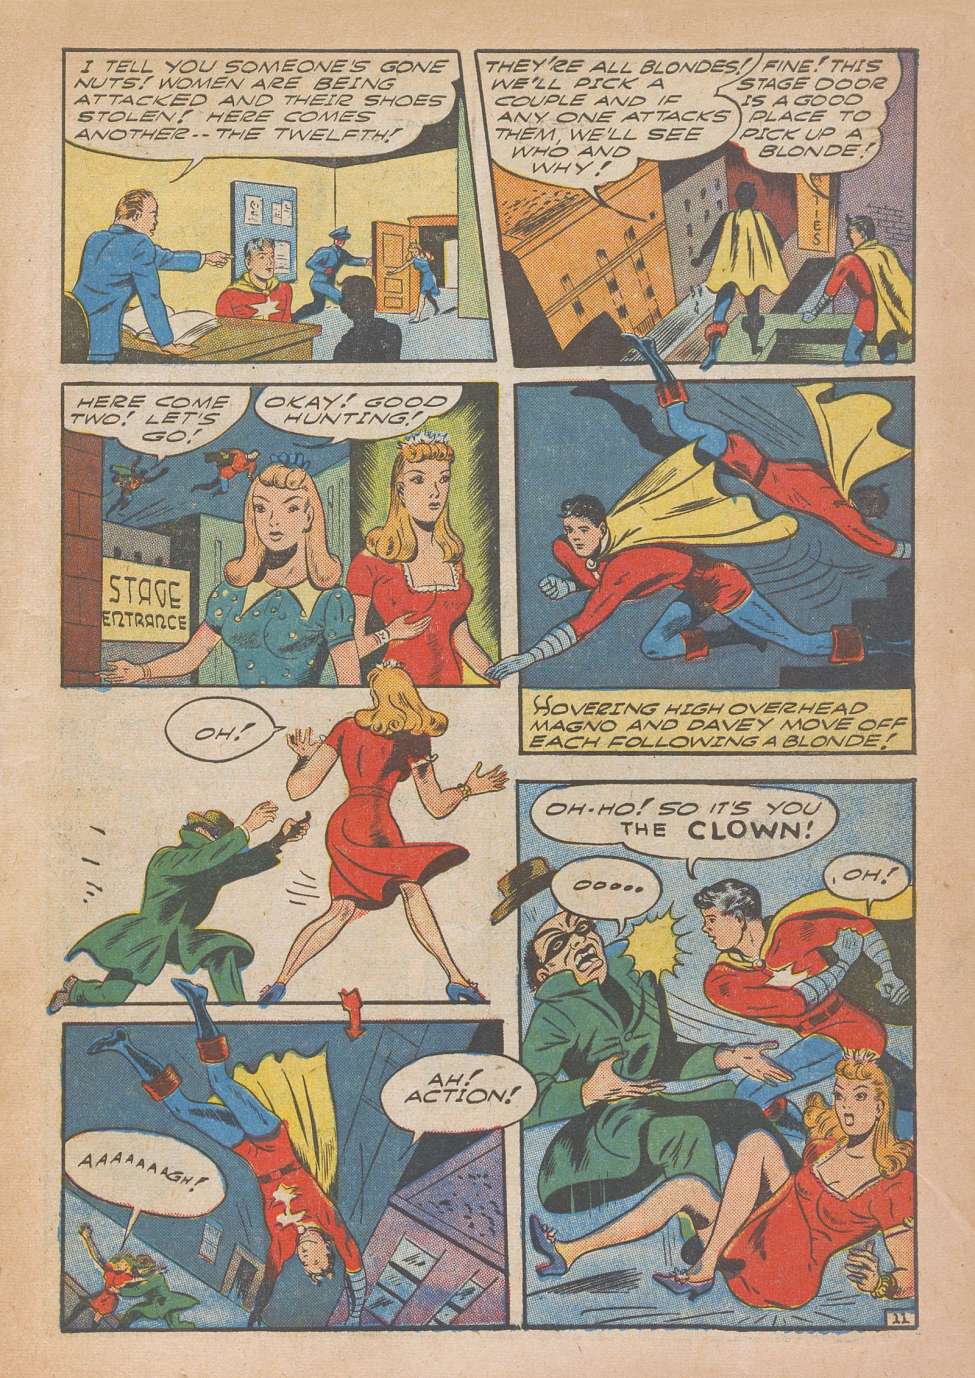 I TELL YOU SOMEONE'S GONE
NUTS! WOMEN ARE BEING
ATTACKED AND THEIR SHOES
STOLEN! HERE COMES
ANOTHER-- THE TWELFTH!
THEY'RE ALL BLONDES!
WE'LL PICK A
COUPLE AND IF
ANY ONE ATTACKS
THEM, WE'LL SEE
WHO AND
WHY!
FINE! THIS
STAGE DOOR
IS A GOOD
PLACE TO
PICK UP A
BLONDE!
HERE COME
TWO! LET'S
GO!
OKAY! GOOD
HUNTING!
STAGE
ENTRANCE
HOVERING HIGH OVERHEAD
MAGNO AND DAVEY MOVE OFF
EACH FOLLOWING A BLONDE!
OH!
AAAAAAAGH!
AH!
ACTION!
OH-HO! SO IT'S YOU
THE CLOWN!
OO....
OH!
11